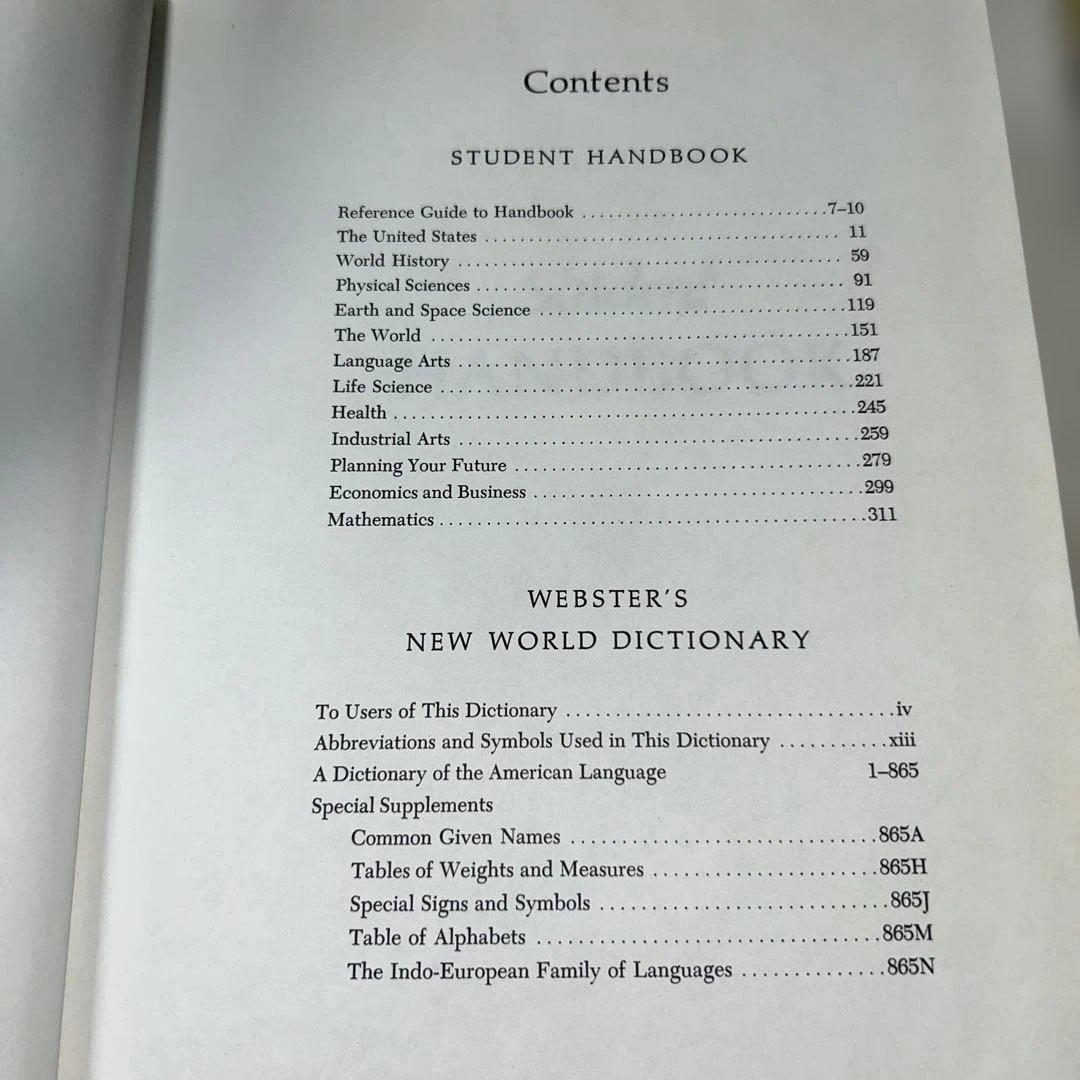 Contents
STUDENT HANDBOOK
Reference Guide to Handbook ............................7–10
The United States ........................................ 11
World History ............................................ 59
Physical Sciences .......................................... 91
Earth and Space Science ...................................119
The World ................................................151
Language Arts .............................................187
Life Science ...............................................221
Health .....................................................245
Industrial Arts ..............................................259
Planning Your Future ........................................279
Economics and Business ......................................299
Mathematics .................................................311
WEBSTER'S
NEW WORLD DICTIONARY
To Users of This Dictionary ..................................iv
Abbreviations and Symbols Used in This Dictionary ...........xiii
A Dictionary of the American Language 1–865
Special Supplements
Common Given Names ...............................865A
Tables of Weights and Measures ......................865H
Special Signs and Symbols ............................865J
Table of Alphabets ...................................865M
The Indo-European Family of Languages ..............865N